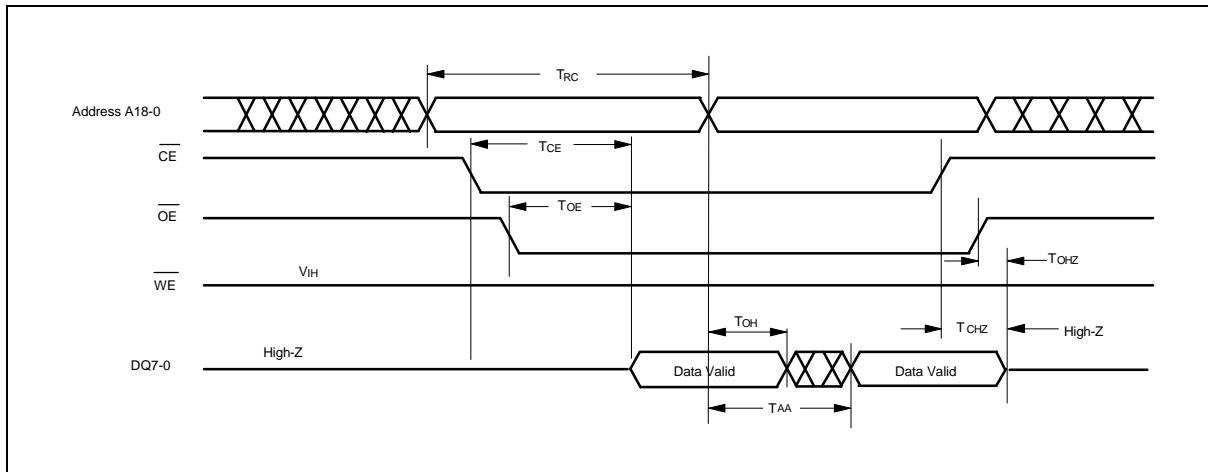 TRC
Address A18-0
TCE
CE
TOE
OE
TOHZ
VIH
WE
TOH
TCHZ
High-Z
High-Z
DQ7-0
Data Valid
Data Valid
TAA